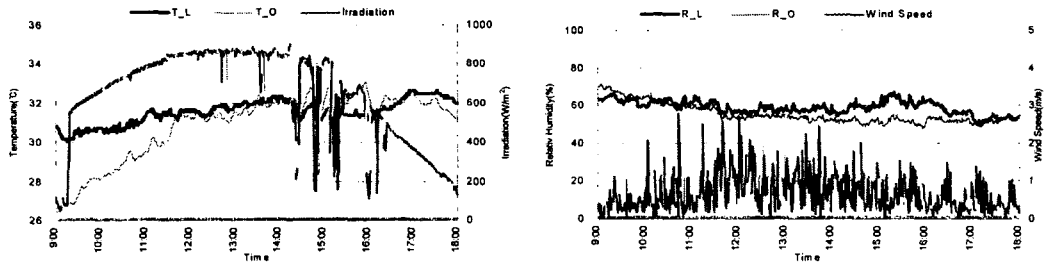 T_L T_O Irradiation
36
34
32
30
28
26
Temperature(℃)
1000
800
600
400
200
0
Irradiation(W/m²)
9:00 10:00 11:00 12:00 13:00 14:00 15:00 16:00 17:00 18:00
Time
R_L R_O Wind Speed
100
80
60
40
20
0
Relativ Humidity(%)
5
4
3
2
1
0
Wind Speed(m/s)
9:00 10:00 11:00 12:00 13:00 14:00 15:00 16:00 17:00 18:00
Time